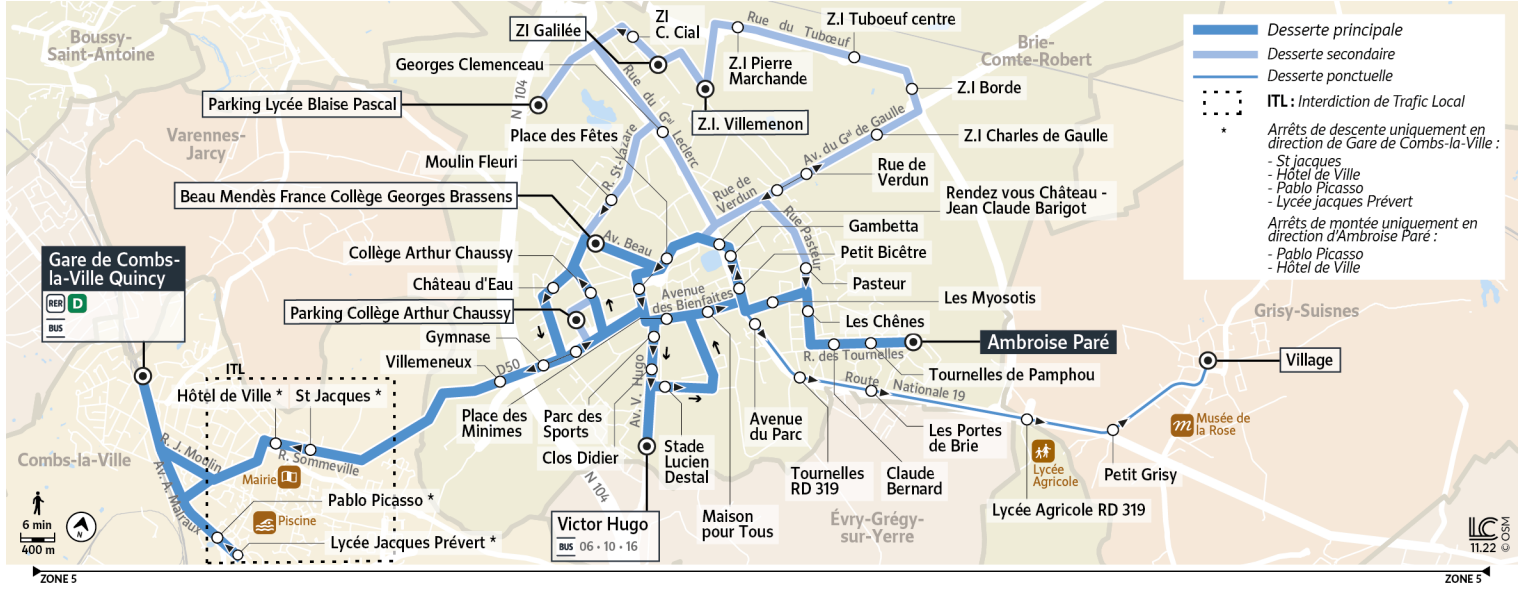 Boussy-
Saint-Antoine
Varennes-
Jarcy
Combs-la-Ville
Brie-
Comte-Robert
Grisy-Suisnes
Évry-Grégy-
sur-Yerre
ZI Galilée
ZI
C. Cial
Georges Clemenceau
Parking Lycée Blaise Pascal
N 104
Rue du Gal Leclerc
Z.I Pierre
Marchande
Rue du Tubœuf
Z.I Tuboeuf centre
Z.I. Villemenon
Z.I Borde
Z.I Charles de Gaulle
Av. du Gal de Gaulle
Place des Fêtes
Moulin Fleuri
R. St-Lazare
Beau Mendès France Collège Georges Brassens
Rue de
Verdun
Rue de
Verdun
Rendez vous Château -
Jean Claude Barigot
Rue Pasteur
Gambetta
Petit Bicêtre
Av. Beau
Collège Arthur Chaussy
Château d'Eau
Parking Collège Arthur Chaussy
Gymnase
Villemeneux
D50
Avenue
des Bienfaites
Pasteur
Les Myosotis
Les Chênes
Ambroise Paré
R. des Tournelles
Tournelles de Pamphou
Route Nationale 19
Village
Musée de
la Rose
Petit Grisy
Lycée
Agricole
Lycée Agricole RD 319
Les Portes
de Brie
Claude
Bernard
Tournelles
RD 319
Avenue
du Parc
Maison
pour Tous
Stade
Lucien
Destal
Av. V. Hugo
Parc des
Sports
Clos Didier
Place des
Minimes
N 104
Victor Hugo
BUS 06 · 10 · 16
Gare de Combs-
la-Ville Quincy
RER D
BUS
ITL
Hôtel de Ville *
St Jacques *
R. J. Moulin
R. Sommeville
Mairie
Av. A. Malraux
Pablo Picasso *
Piscine
Lycée Jacques Prévert *
6 min
400 m
N
Desserte principale
Desserte secondaire
Desserte ponctuelle
ITL : Interdiction de Trafic Local
* Arrêts de descente uniquement en
direction de Gare de Combs-la-Ville :
- St jacques
- Hôtel de Ville
- Pablo Picasso
- Lycée jacques Prévert
Arrêts de montée uniquement en
direction d'Ambroise Paré :
- Pablo Picasso
- Hôtel de Ville
LC
11.22
© OSM
ZONE 5
ZONE 5